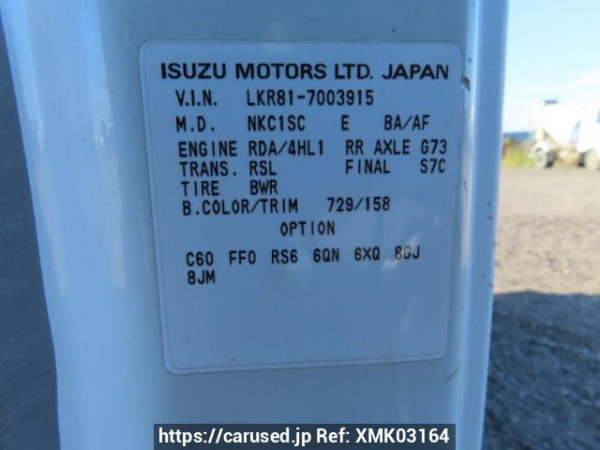 ISUZU MOTORS LTD. JAPAN
V.I.N. LKR81-7003915
M.D. NKC1SC E BA/AF
ENGINE RDA/4HL1 RR AXLE G73
TRANS. RSL FINAL S7C
TIRE BWR
B.COLOR/TRIM 729/158
OPTION
C60 FF0 RS6 6QN 6XQ 8GJ
8JM
https://carused.jp Ref: XMK03164